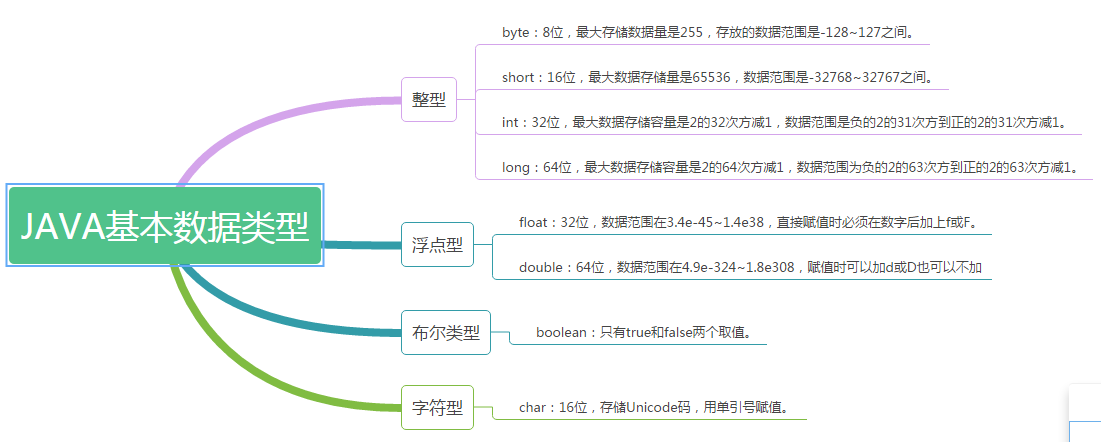 JAVA基本数据类型
整型
byte：8位，最大存储数据量是255，存放的数据范围是-128~127之间。
short：16位，最大数据存储量是65536，数据范围是-32768~32767之间。
int：32位，最大数据存储容量是2的32次方减1，数据范围是负的2的31次方到正的2的31次方减1。
long：64位，最大数据存储容量是2的64次方减1，数据范围为负的2的63次方到正的2的63次方减1。
浮点型
float：32位，数据范围在3.4e-45~1.4e38，直接赋值时必须在数字后加上f或F。
double：64位，数据范围在4.9e-324~1.8e308，赋值时可以加d或D也可以不加
布尔类型
boolean：只有true和false两个取值。
字符型
char：16位，存储Unicode码，用单引号赋值。